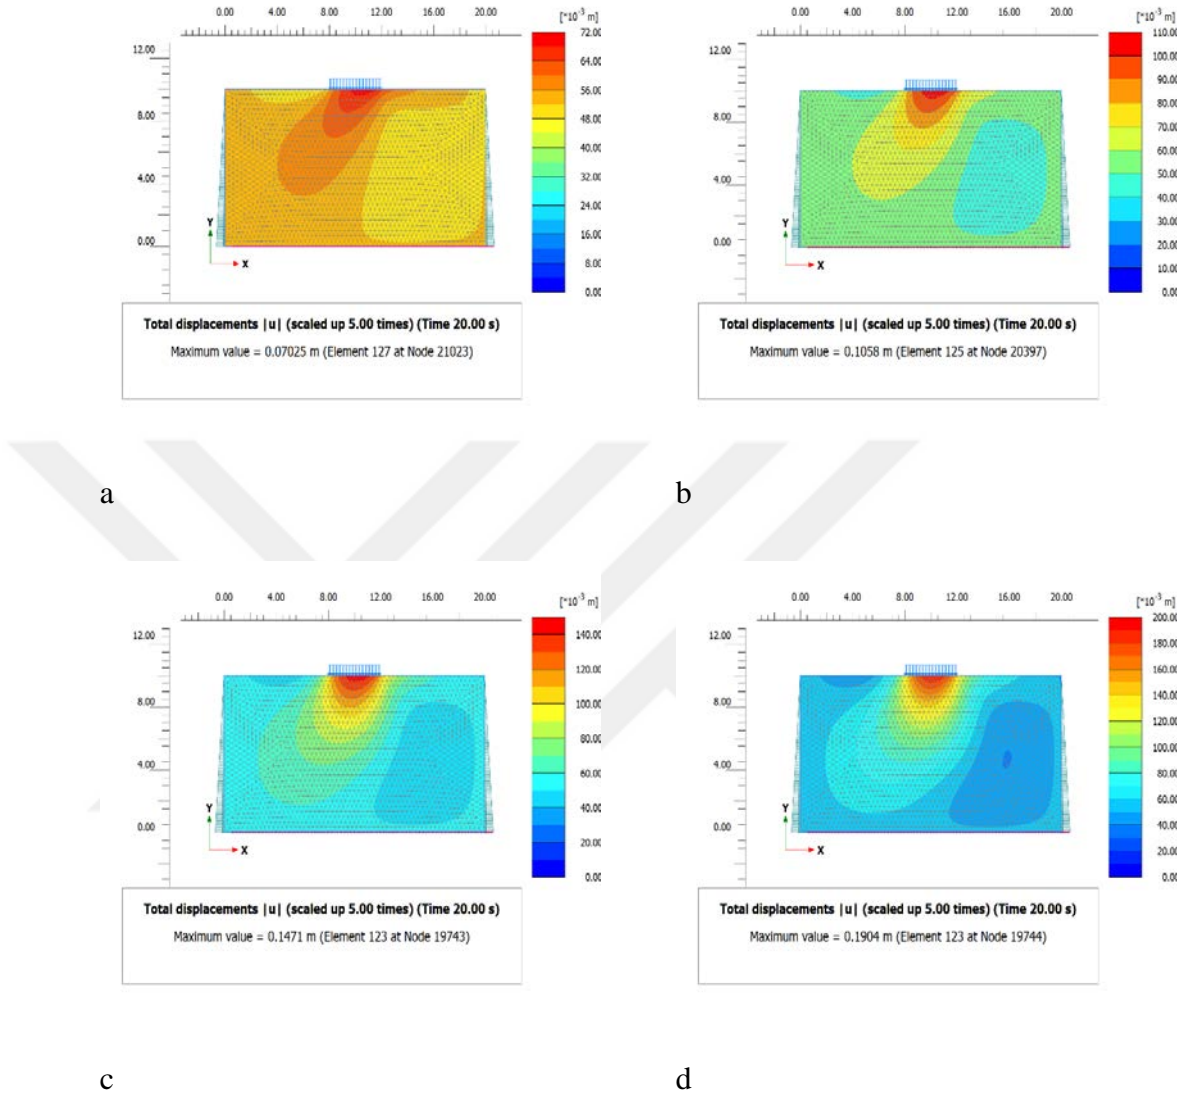 0.00 4.00 8.00 12.00 16.00 20.00
[*10⁻³ m]
12.00
8.00
4.00
0.00
Y
X
72.00
64.00
56.00
48.00
40.00
32.00
24.00
16.00
8.00
0.00
Total displacements |u| (scaled up 5.00 times) (Time 20.00 s)
Maximum value = 0.07025 m (Element 127 at Node 21023)
0.00 4.00 8.00 12.00 16.00 20.00
[*10⁻³ m]
12.00
8.00
4.00
0.00
Y
X
110.00
100.00
90.00
80.00
70.00
60.00
50.00
40.00
30.00
20.00
10.00
0.00
Total displacements |u| (scaled up 5.00 times) (Time 20.00 s)
Maximum value = 0.1058 m (Element 125 at Node 20397)
a
b
0.00 4.00 8.00 12.00 16.00 20.00
[*10⁻³ m]
12.00
8.00
4.00
0.00
Y
X
140.00
120.00
100.00
80.00
60.00
40.00
20.00
0.00
Total displacements |u| (scaled up 5.00 times) (Time 20.00 s)
Maximum value = 0.1471 m (Element 123 at Node 19743)
0.00 4.00 8.00 12.00 16.00 20.00
[*10⁻³ m]
12.00
8.00
4.00
0.00
Y
X
200.00
180.00
160.00
140.00
120.00
100.00
80.00
60.00
40.00
20.00
0.00
Total displacements |u| (scaled up 5.00 times) (Time 20.00 s)
Maximum value = 0.1904 m (Element 123 at Node 19744)
c
d